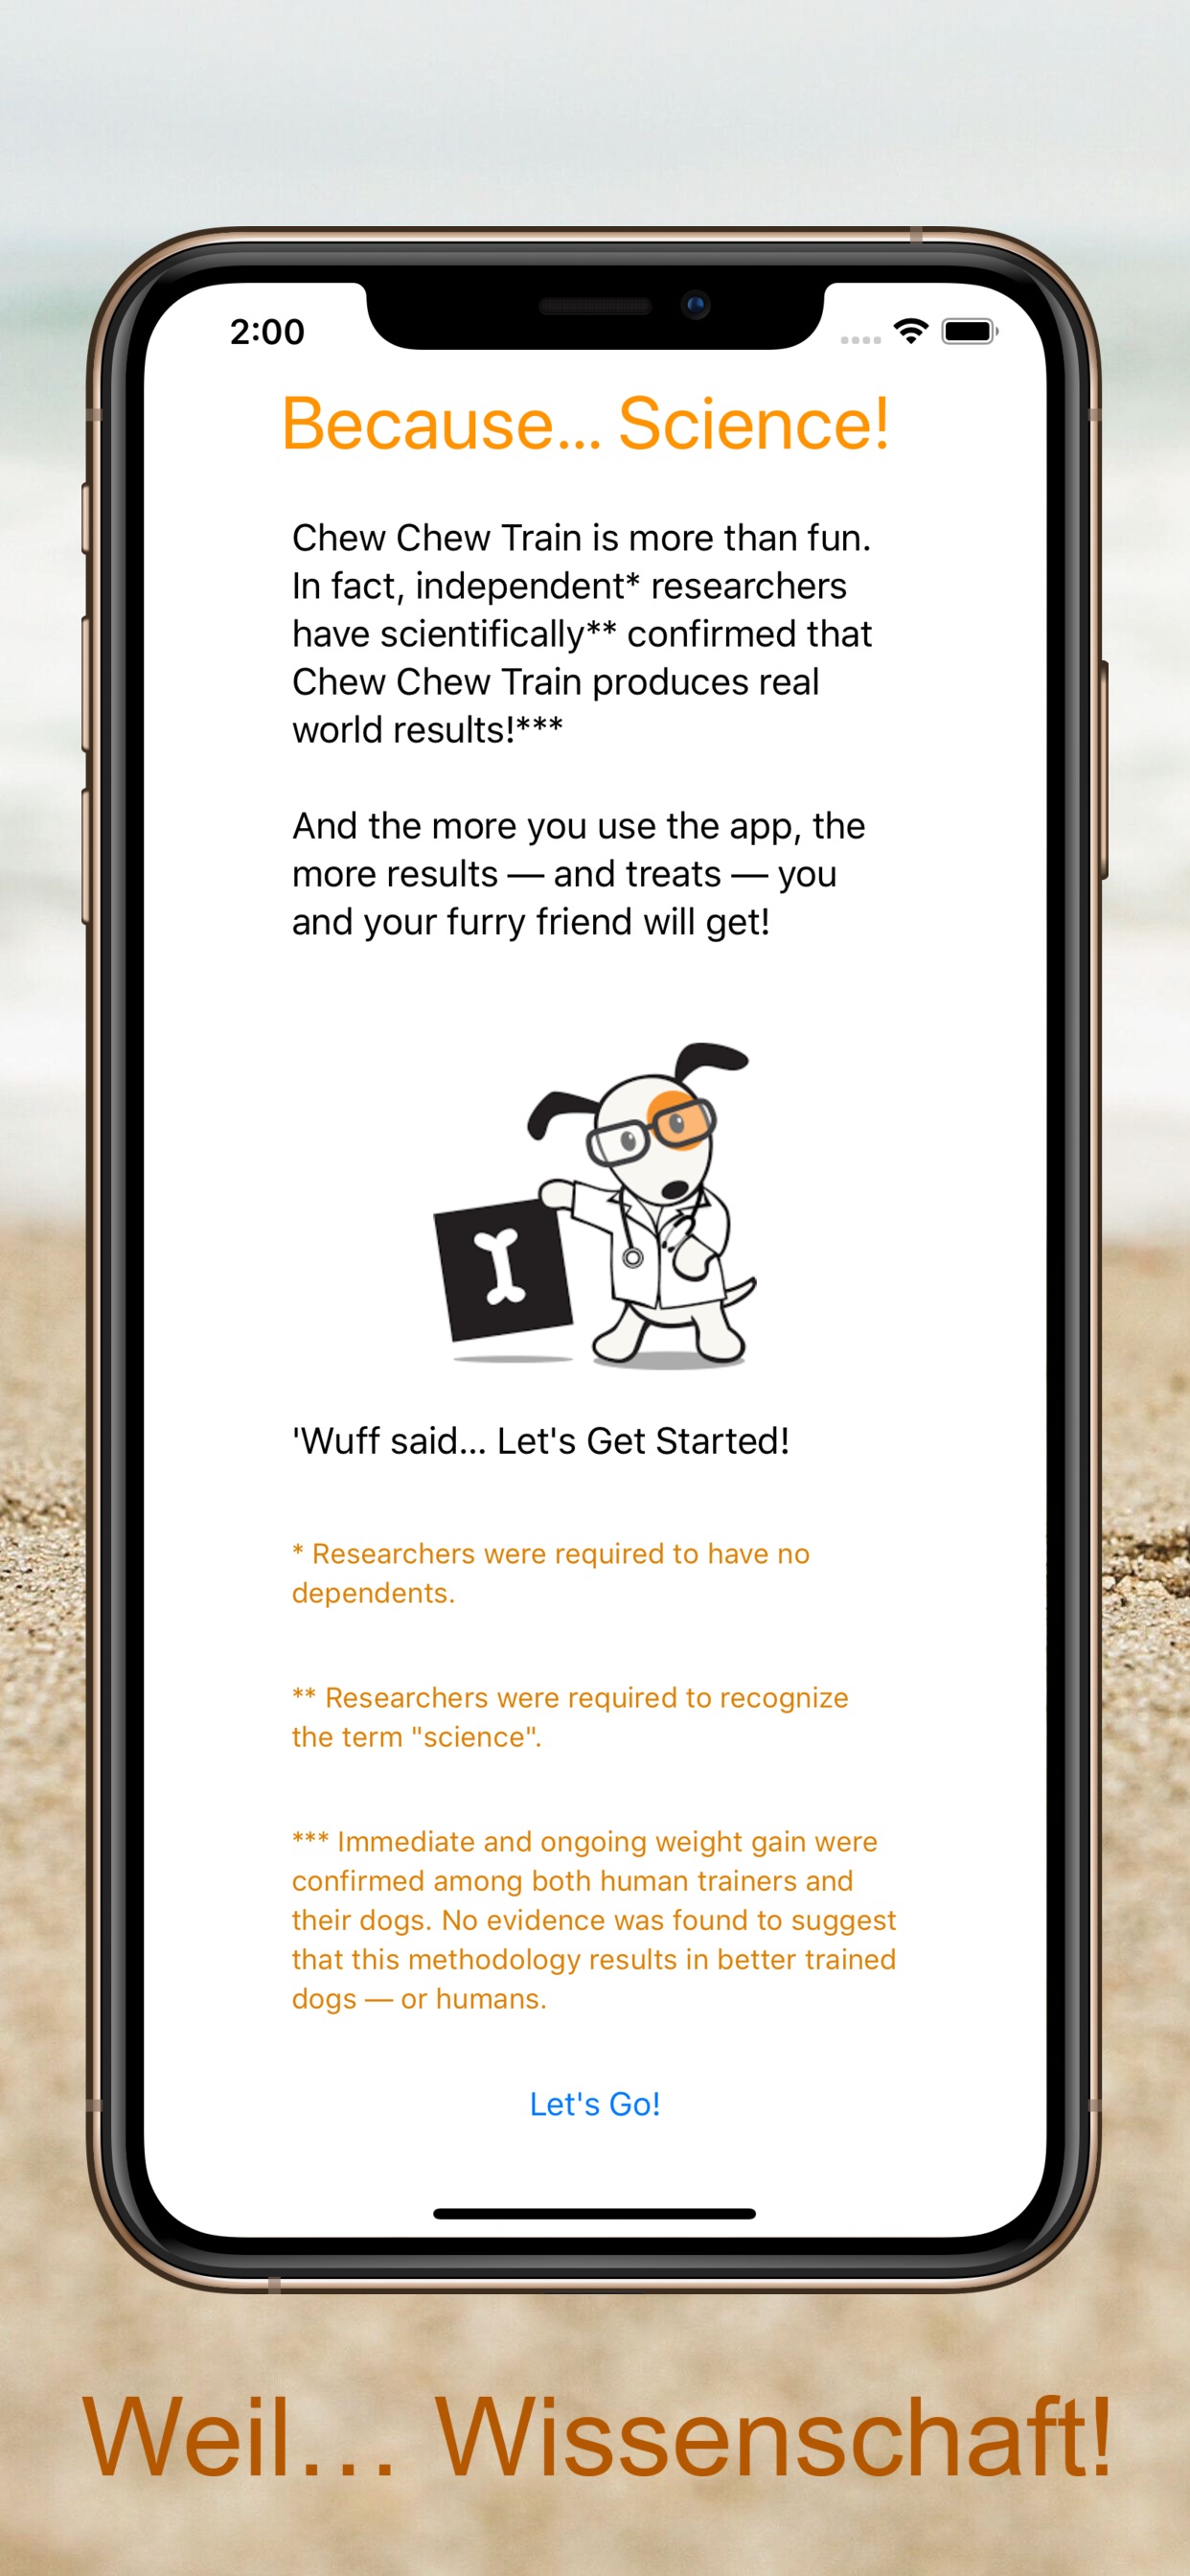 2:00
Because... Science!
Chew Chew Train is more than fun.
In fact, independent* researchers
have scientifically** confirmed that
Chew Chew Train produces real
world results!***
And the more you use the app, the
more results — and treats — you
and your furry friend will get!
'Wuff said... Let's Get Started!
* Researchers were required to have no
dependents.
** Researchers were required to recognize
the term "science".
*** Immediate and ongoing weight gain were
confirmed among both human trainers and
their dogs. No evidence was found to suggest
that this methodology results in better trained
dogs — or humans.
Let's Go!
Weil... Wissenschaft!